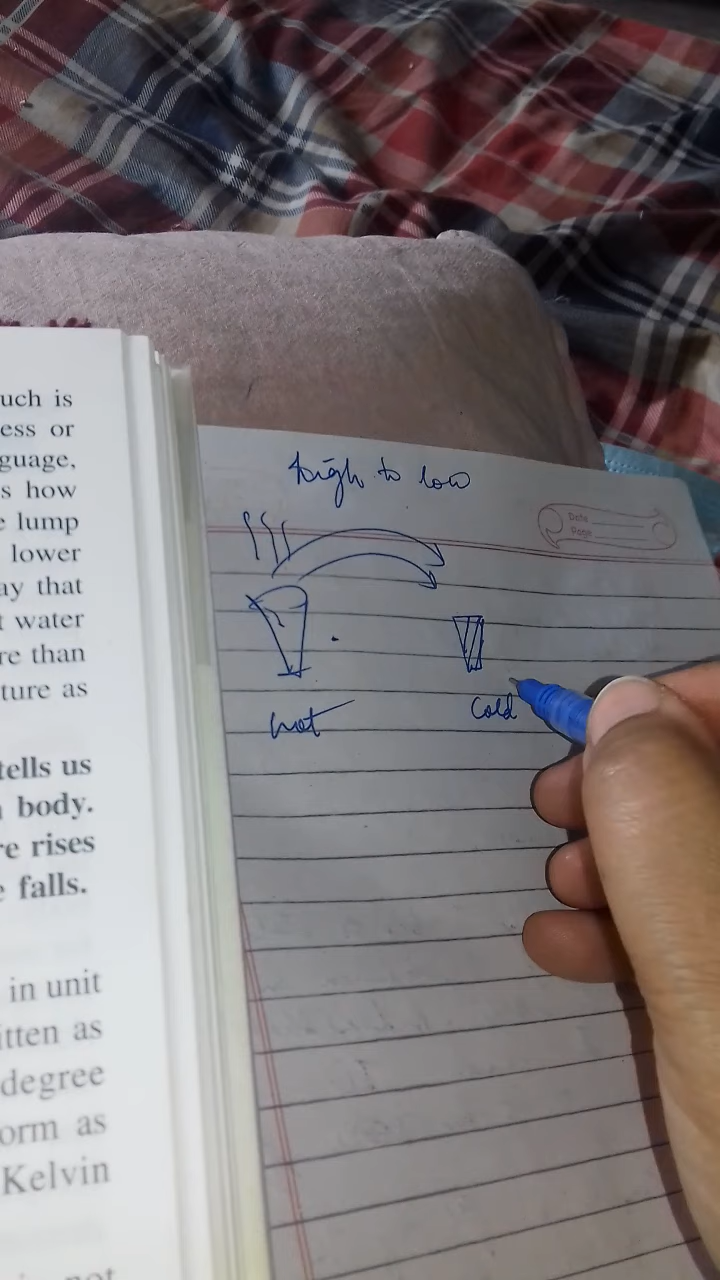 uch is
ess or
guage,
s how
e lump
lower
ay that
t water
re than
ture as
tells us
body.
re rises
e falls.
in unit
itten as
degree
orm as
Kelvin
not
high to low
Date
Page
hot
cold